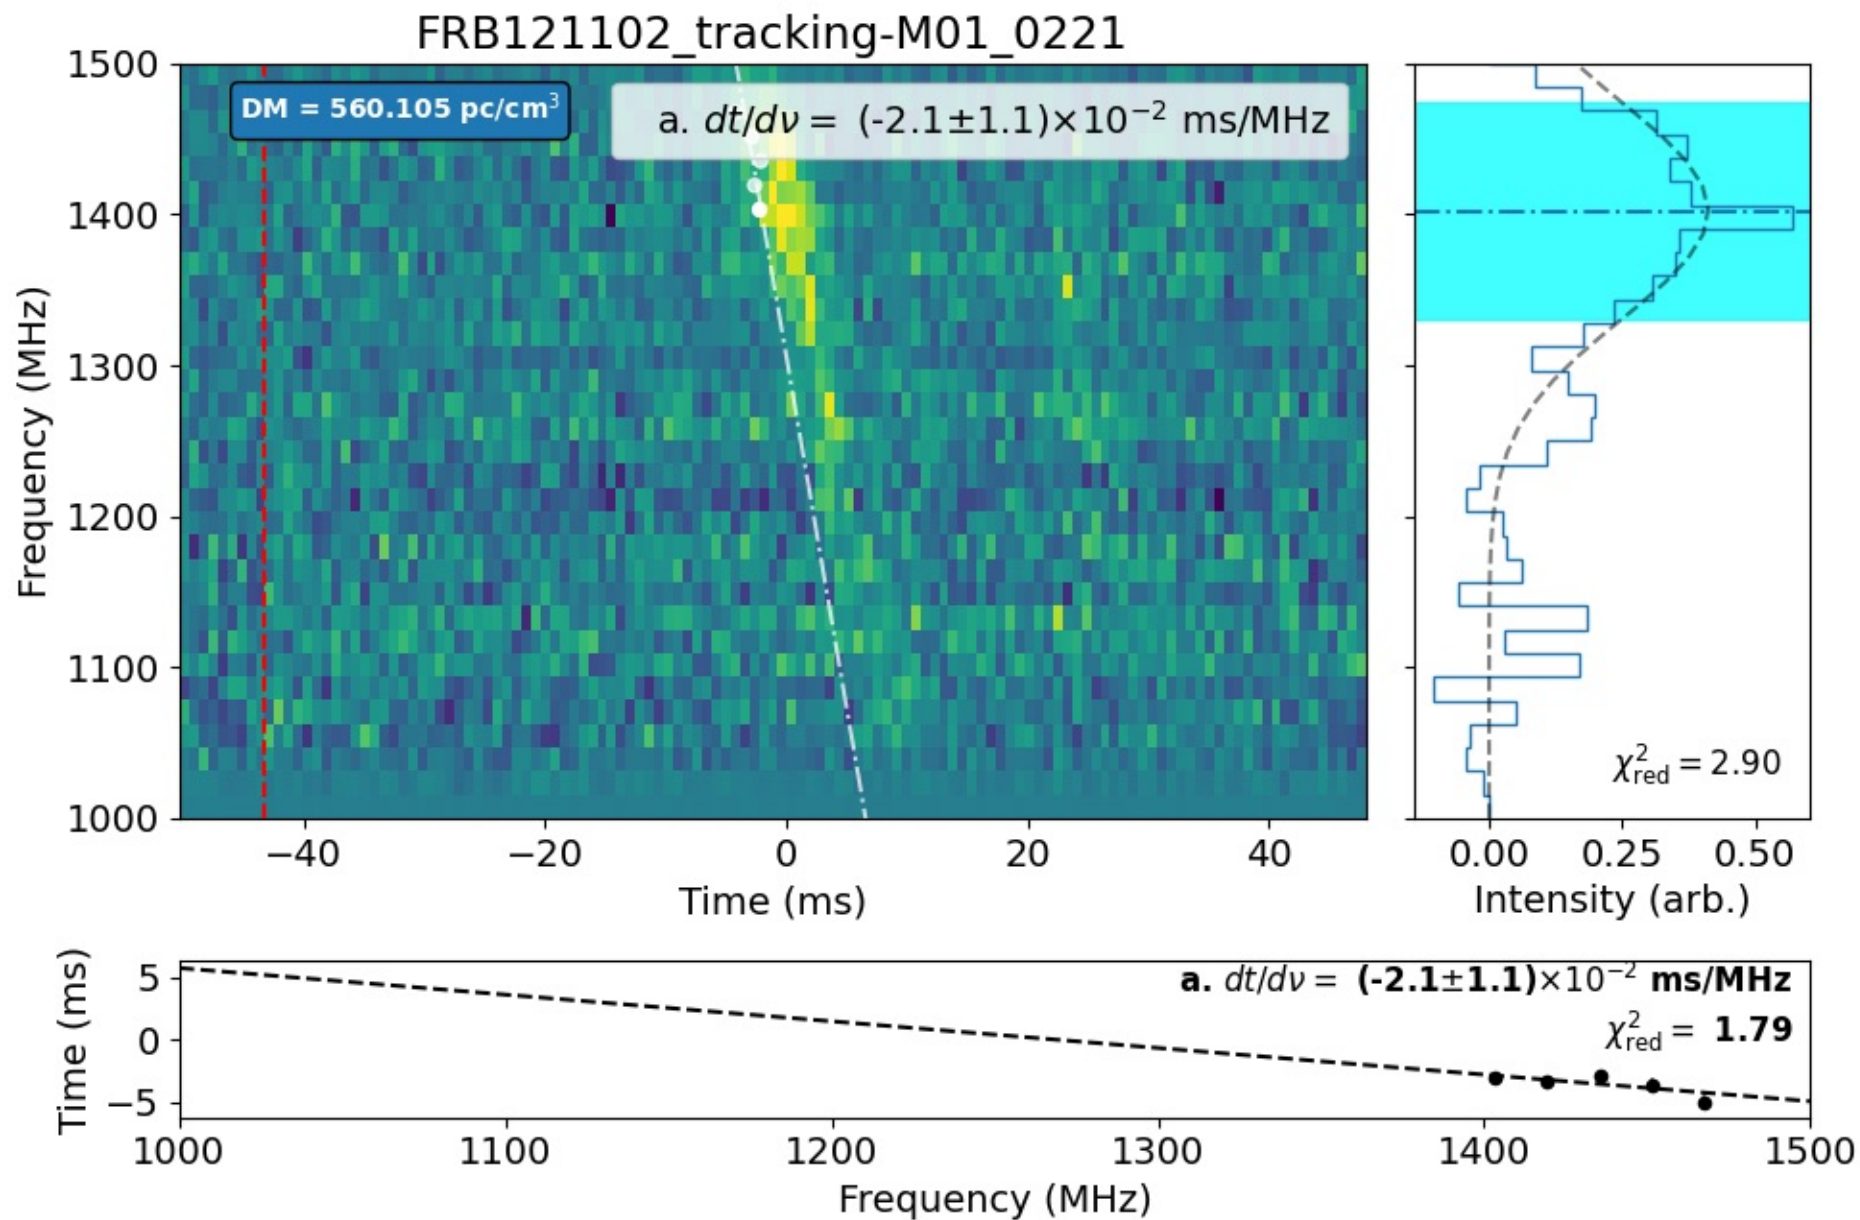 FRB121102_tracking-M01_0221
DM = 560.105 pc/cm³
a. dt/dν = (-2.1±1.1)×10⁻² ms/MHz
1500
1400
1300
1200
1100
1000
Frequency (MHz)
−40 −20 0 20 40
Time (ms)
χ²red = 2.90
0.00 0.25 0.50
Intensity (arb.)
a. dt/dν = (-2.1±1.1)×10⁻² ms/MHz
χ²red = 1.79
5
0
−5
Time (ms)
1000 1100 1200 1300 1400 1500
Frequency (MHz)